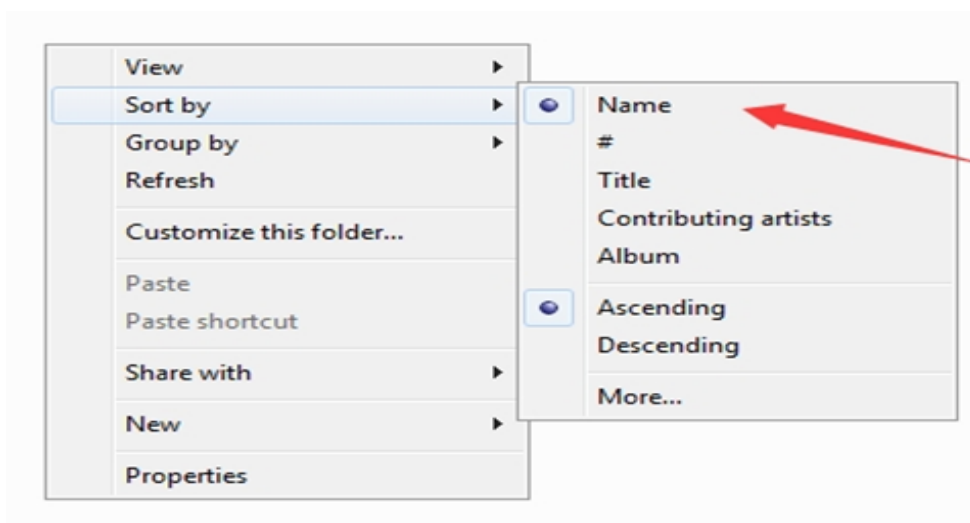 View
Sort by
Group by
Refresh
Customize this folder...
Paste
Paste shortcut
Share with
New
Properties
Name
#
Title
Contributing artists
Album
Ascending
Descending
More...